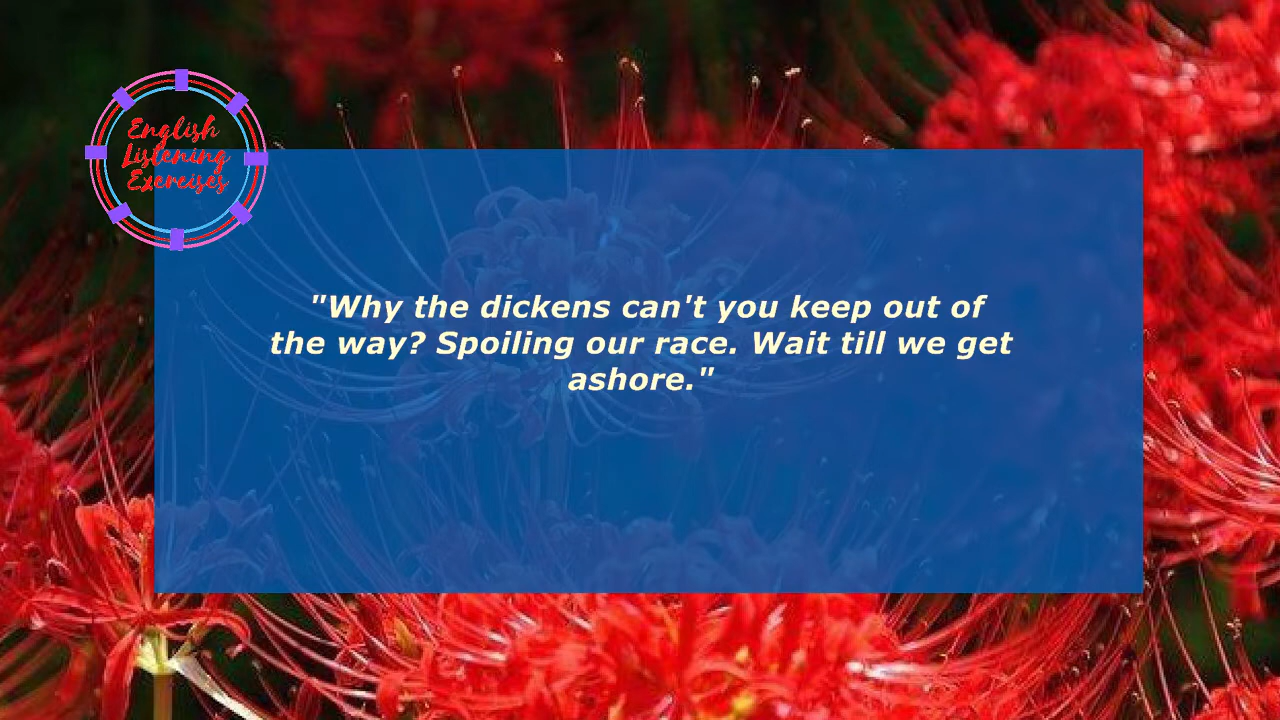 English
Listening
Exercises
"Why the dickens can't you keep out of
the way? Spoiling our race. Wait till we get
ashore."